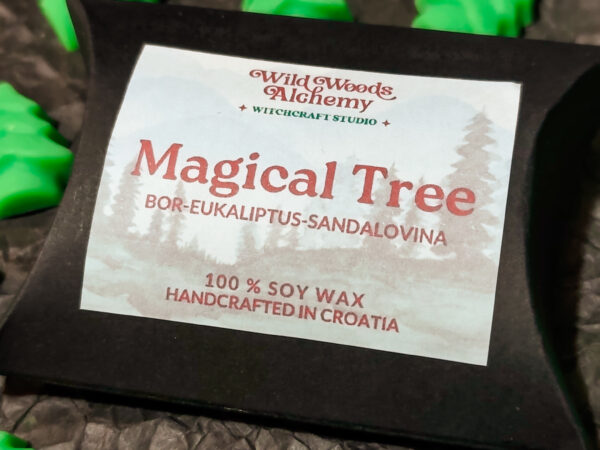 Wild Woods
Alchemy
WITCHCRAFT STUDIO
Magical Tree
BOR-EUKALIPTUS-SANDALOVINA
100 % SOY WAX
HANDCRAFTED IN CROATIA